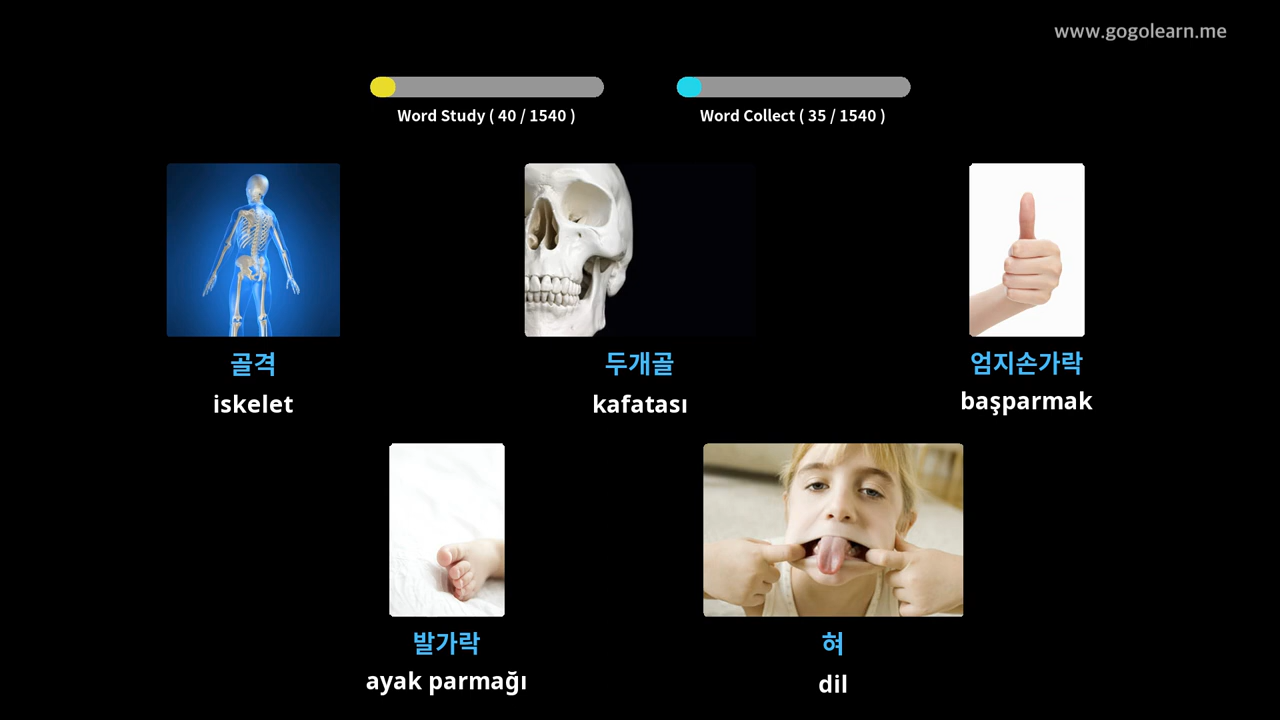 www.gogolearn.me
Word Study ( 40 / 1540 )
Word Collect ( 35 / 1540 )
골격
두개골
엄지손가락
iskelet
kafatası
başparmak
발가락
혀
ayak parmağı
dil